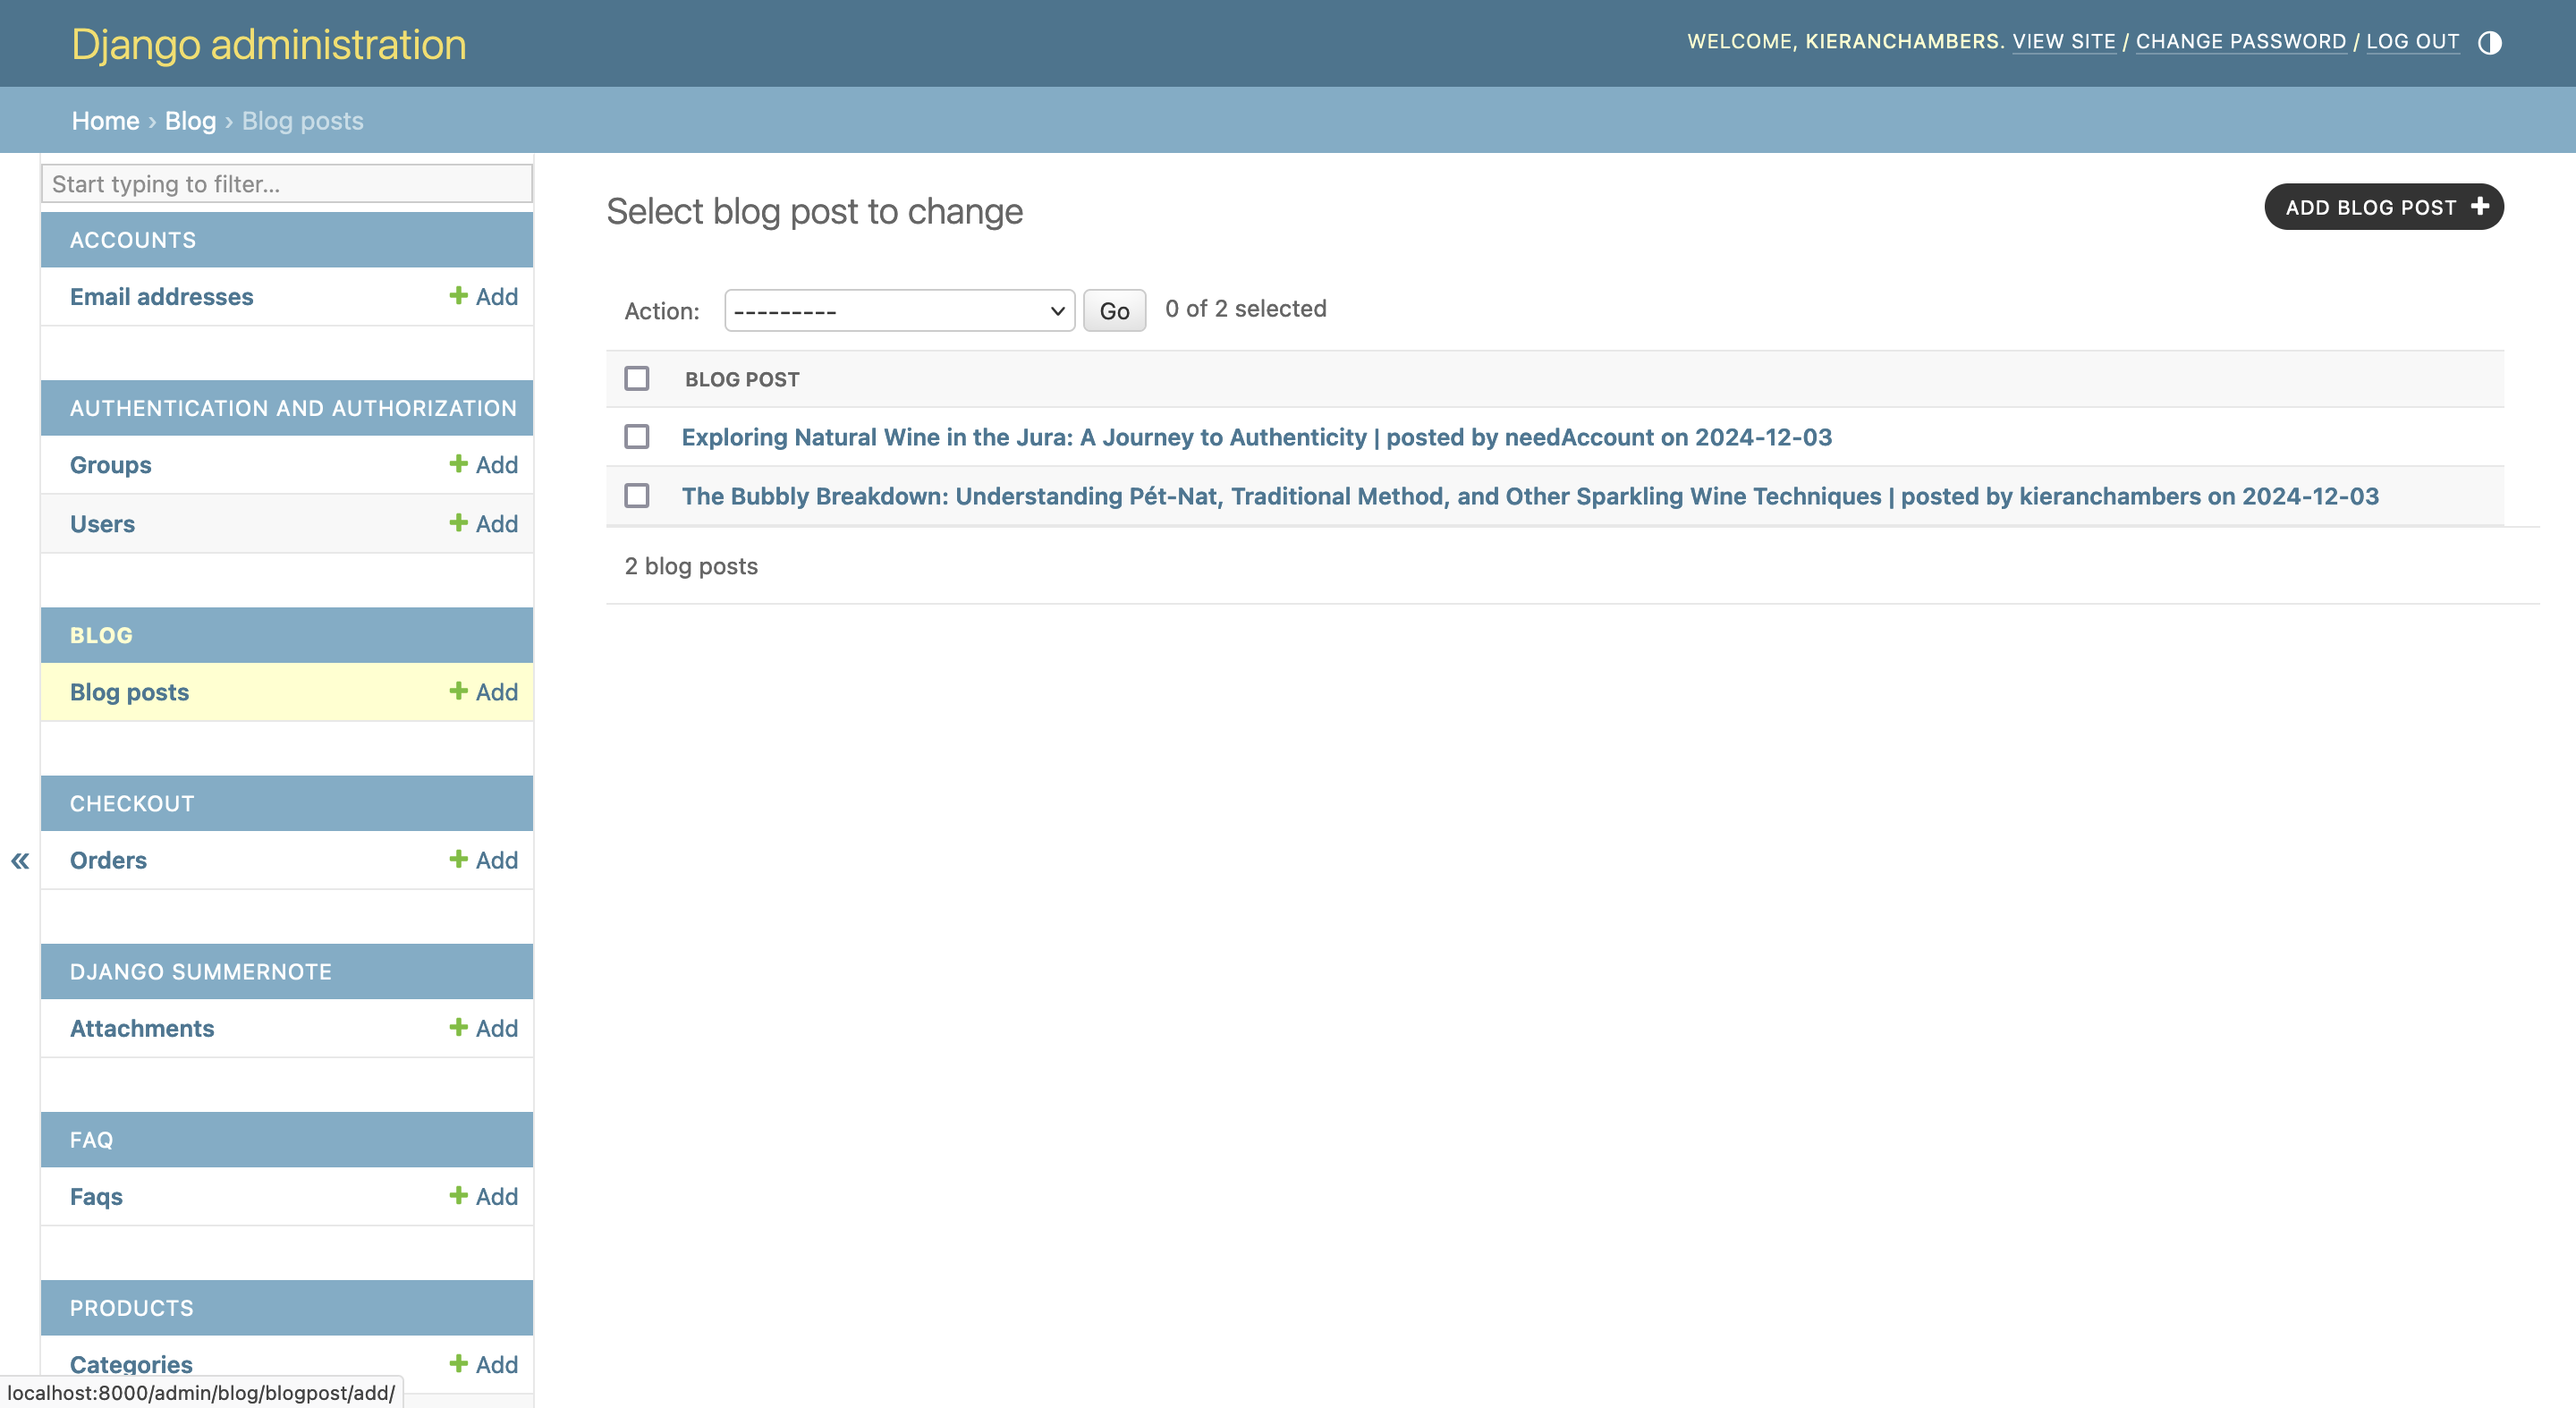 Django administration
WELCOME, KIERANCHAMBERS. VIEW SITE / CHANGE PASSWORD / LOG OUT
Home › Blog › Blog posts
Start typing to filter...
ACCOUNTS
Email addresses Add
AUTHENTICATION AND AUTHORIZATION
Groups Add
Users Add
BLOG
Blog posts Add
CHECKOUT
Orders Add
DJANGO SUMMERNOTE
Attachments Add
FAQ
Faqs Add
PRODUCTS
Categories Add
«
Select blog post to change
ADD BLOG POST
Action: --------- Go 0 of 2 selected
BLOG POST
Exploring Natural Wine in the Jura: A Journey to Authenticity | posted by needAccount on 2024-12-03
The Bubbly Breakdown: Understanding Pét-Nat, Traditional Method, and Other Sparkling Wine Techniques | posted by kieranchambers on 2024-12-03
2 blog posts
localhost:8000/admin/blog/blogpost/add/